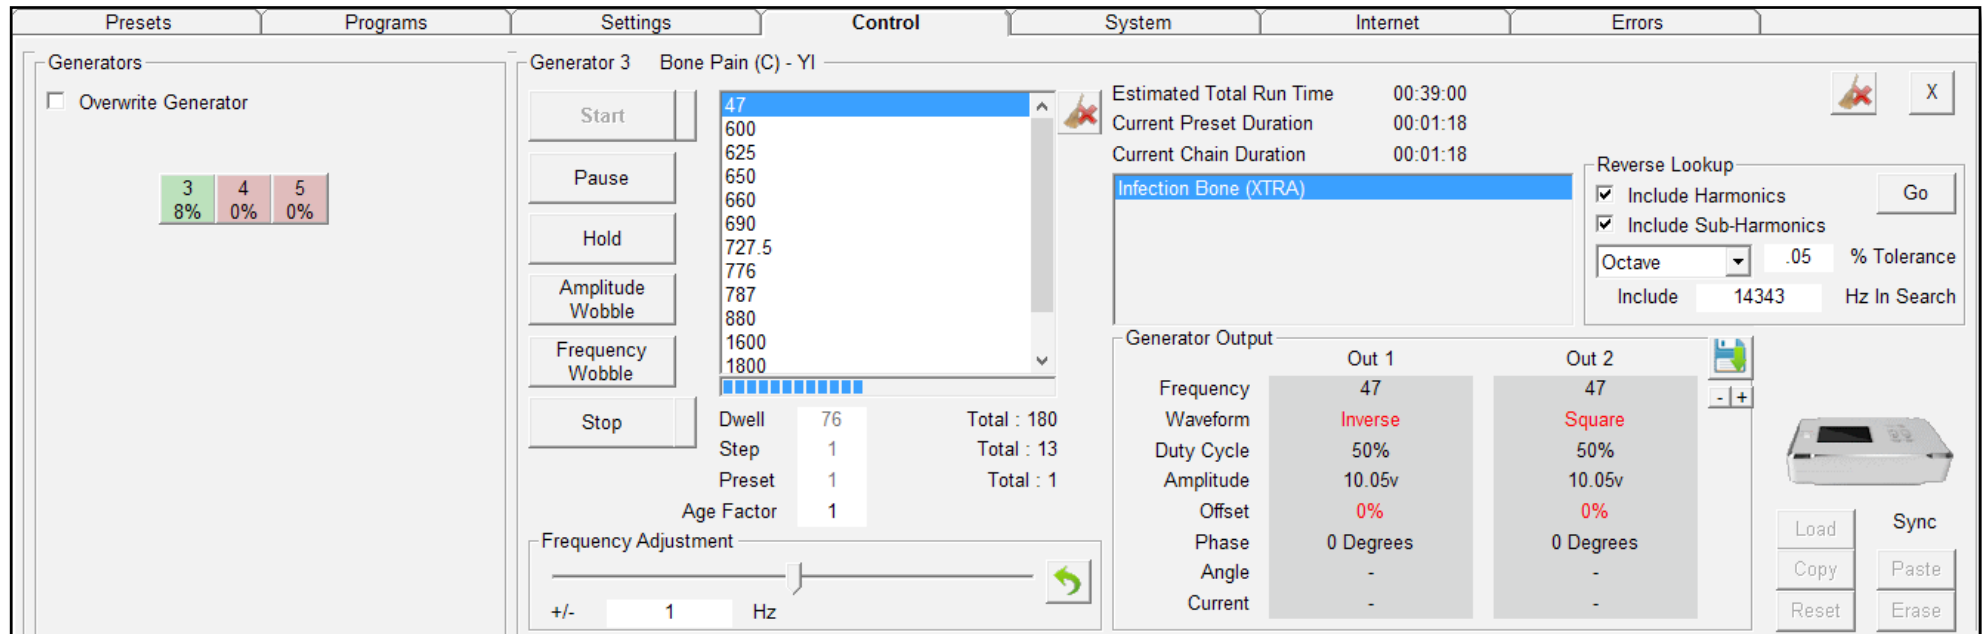 Presets Programs Settings Control System Internet Errors
Generators
Overwrite Generator
3 4 5
8% 0% 0%
Generator 3 Bone Pain (C) - YI
Start
Pause
Hold
Amplitude
Wobble
Frequency
Wobble
Stop
47
600
625
650
660
690
727.5
776
787
880
1600
1800
Dwell 76 Total : 180
Step 1 Total : 13
Preset 1 Total : 1
Age Factor 1
Frequency Adjustment
+/- 1 Hz
Estimated Total Run Time 00:39:00
Current Preset Duration 00:01:18
Current Chain Duration 00:01:18
X
Infection Bone (XTRA)
Reverse Lookup
Include Harmonics Go
Include Sub-Harmonics
Octave .05 % Tolerance
Include 14343 Hz In Search
Generator Output
Out 1 Out 2
Frequency 47 47
- +
Waveform Inverse Square
Duty Cycle 50% 50%
Amplitude 10.05v 10.05v
Offset 0% 0%
Phase 0 Degrees 0 Degrees
Angle - -
Current - -
Load Sync
Copy Paste
Reset Erase